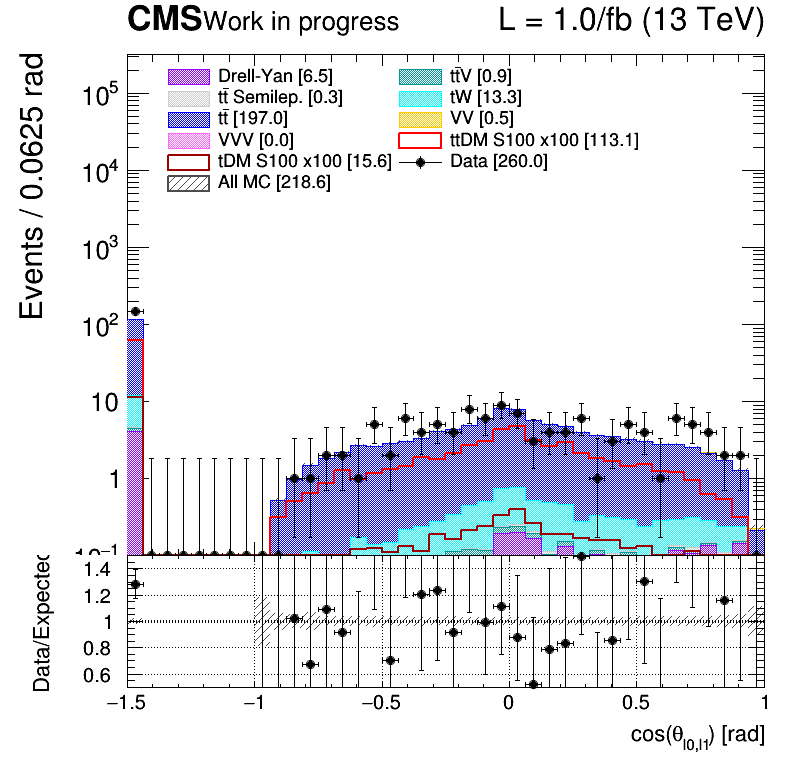 CMS Work in progress L = 1.0/fb (13 TeV)
Events / 0.0625 rad
Drell-Yan [6.5] tt̄V [0.9]
tt̄ Semilep. [0.3] tW [13.3]
tt̄ [197.0] VV [0.5]
VVV [0.0] ttDM S100 x100 [113.1]
tDM S100 x100 [15.6] Data [260.0]
All MC [218.6]
10⁵
10⁴
10³
10²
10
1
10⁻¹
Data/Expected
1.4
1.2
1
0.8
0.6
−1.5 −1 −0.5 0 0.5 1
cos(θ_l0,l1) [rad]